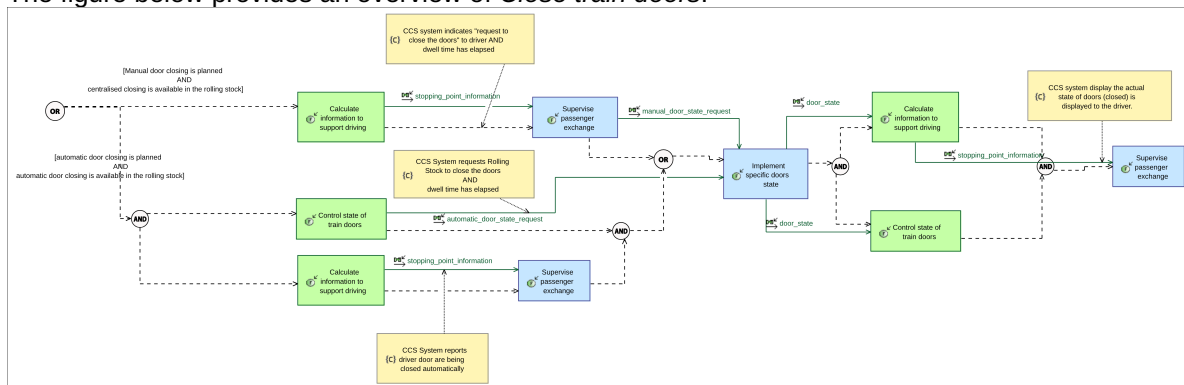 The figure below provides an overview of Close train doors.
CCS system indicates "request to
close the doors" to driver AND
dwell time has elapsed
{C}
[Manual door closing is planned
AND
centralised closing is available in the rolling stock]
OR
Calculate
information to
support driving
stopping_point_information
Supervise
passenger
exchange
manual_door_state_request
door_state
Calculate
information to
support driving
CCS system display the actual
state of doors (closed) is
displayed to the driver.
{C}
[automatic door closing is planned
AND
automatic door closing is available in the rolling stock]
CCS System requests Rolling
Stock to close the doors
AND
dwell time has elapsed
{C}
OR
Implement
specific doors
state
AND
stopping_point_information
AND
Supervise
passenger
exchange
AND
Control state of
train doors
automatic_door_state_request
AND
door_state
Control state of
train doors
Calculate
information to
support driving
stopping_point_information
Supervise
passenger
exchange
CCS System reports
driver door are being
closed automatically
{C}